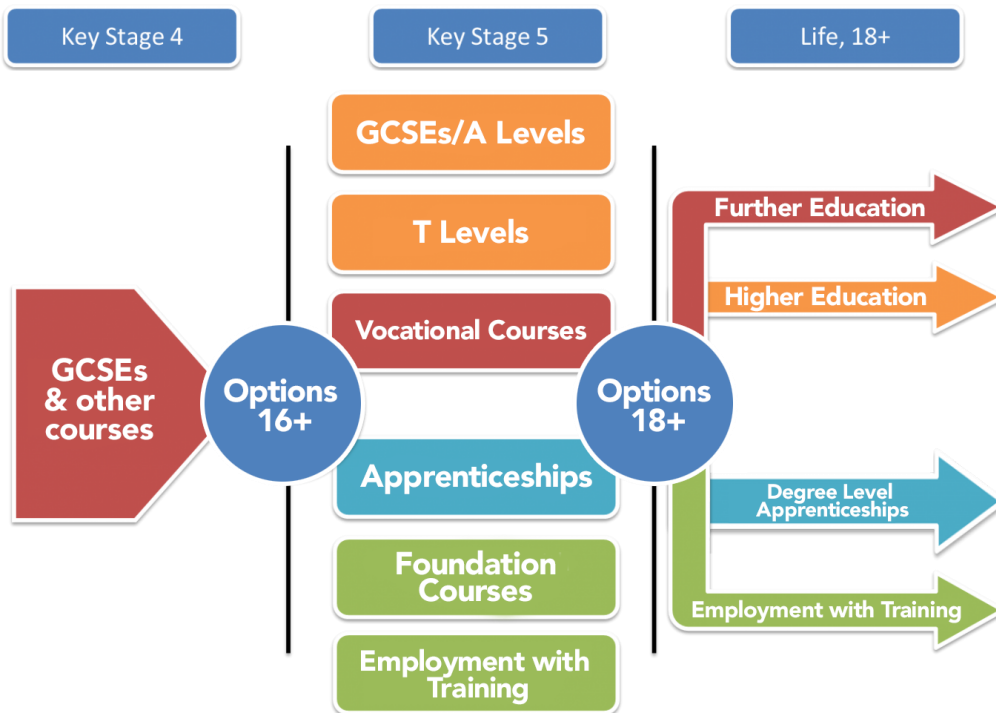 Key Stage 4
Key Stage 5
Life, 18+
GCSEs
& other
courses
Options
16+
GCSEs/A Levels
T Levels
Vocational Courses
Apprenticeships
Foundation
Courses
Employment with
Training
Options
18+
Further Education
Higher Education
Degree Level
Apprenticeships
Employment with Training